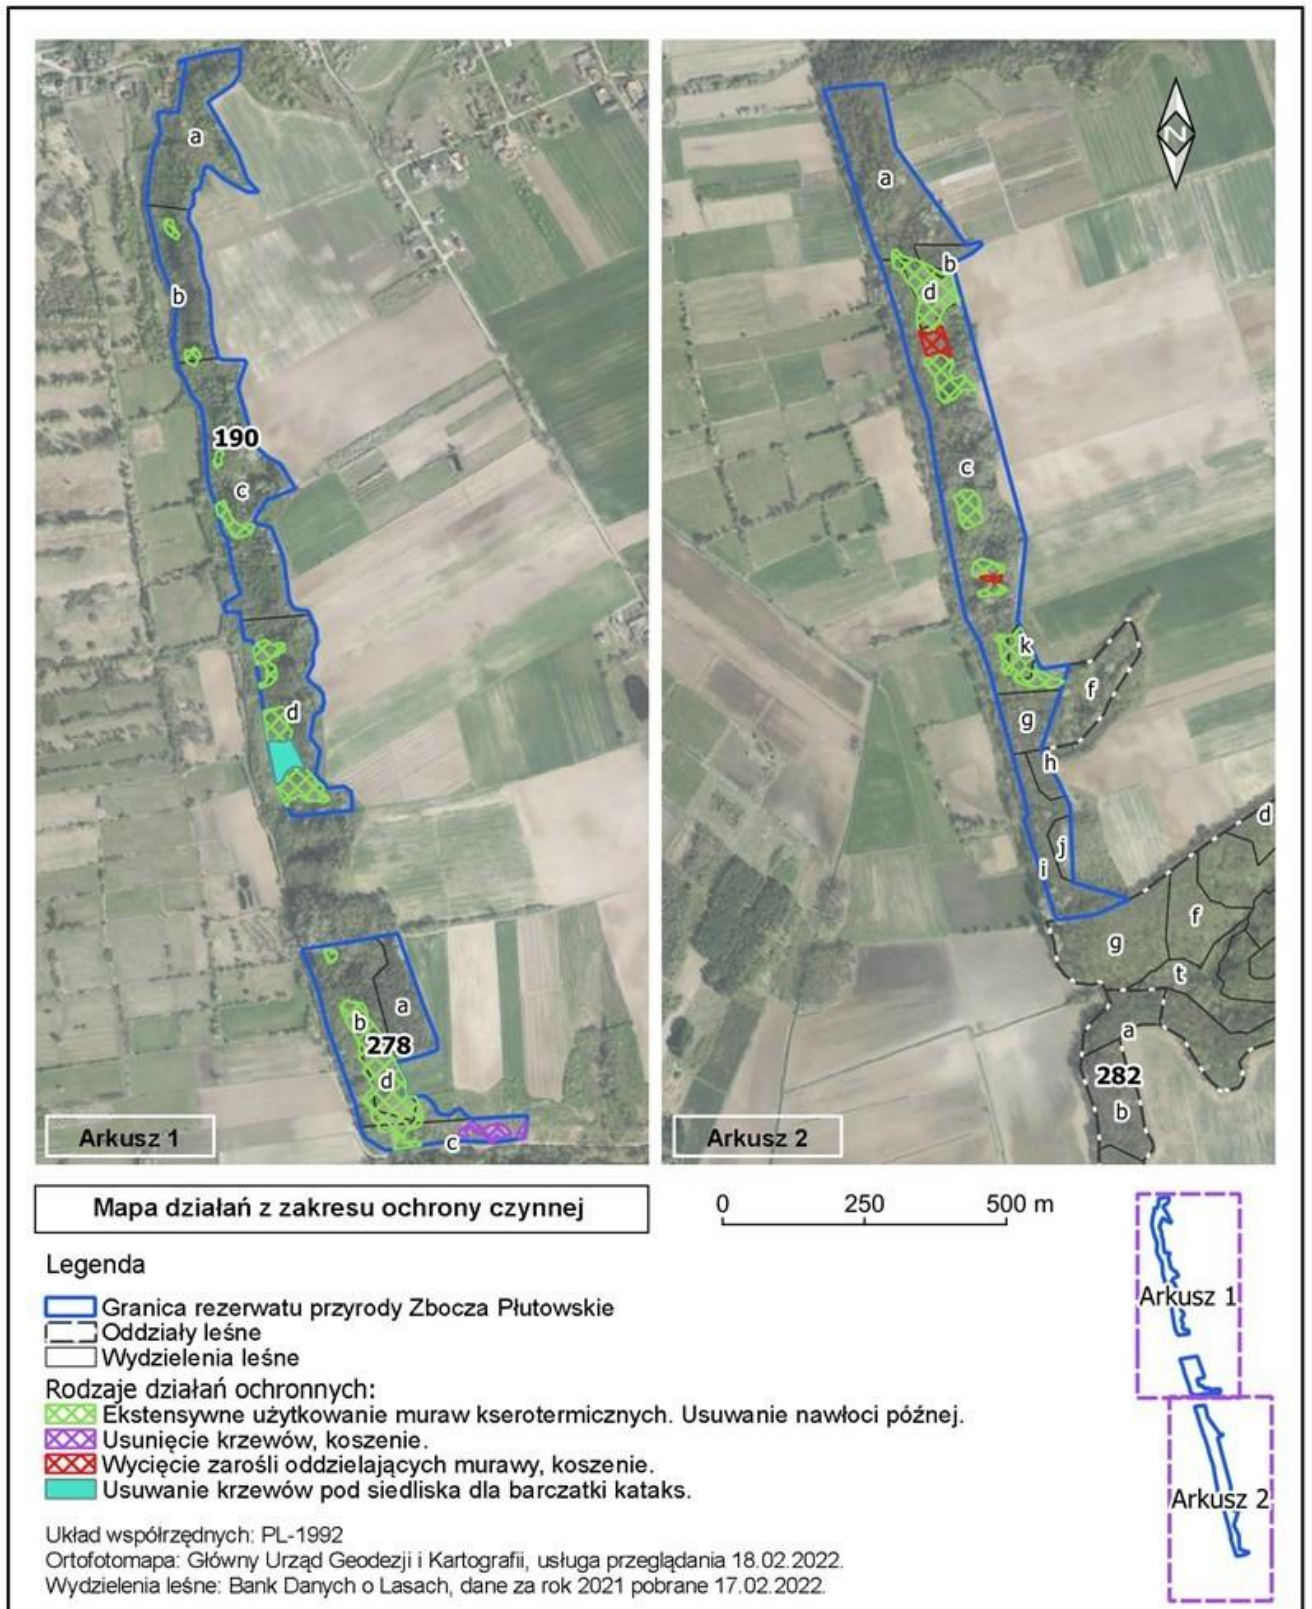 a
b
190
c
d
a
b
278
d
c
Arkusz 1
N
a
b
d
c
k
f
g
h
j
i
d
f
g
t
a
282
b
Arkusz 2
Mapa działań z zakresu ochrony czynnej
0 250 500 m
Legenda
Granica rezerwatu przyrody Zbocza Płutowskie
Oddziały leśne
Wydzielenia leśne
Rodzaje działań ochronnych:
Ekstensywne użytkowanie muraw kserotermicznych. Usuwanie nawłoci późnej.
Usunięcie krzewów, koszenie.
Wycięcie zarośli oddzielających murawy, koszenie.
Usuwanie krzewów pod siedliska dla barczatki kataks.
Układ współrzędnych: PL-1992
Ortofotomapa: Główny Urząd Geodezji i Kartografii, usługa przeglądania 18.02.2022.
Wydzielenia leśne: Bank Danych o Lasach, dane za rok 2021 pobrane 17.02.2022.
Arkusz 1
Arkusz 2